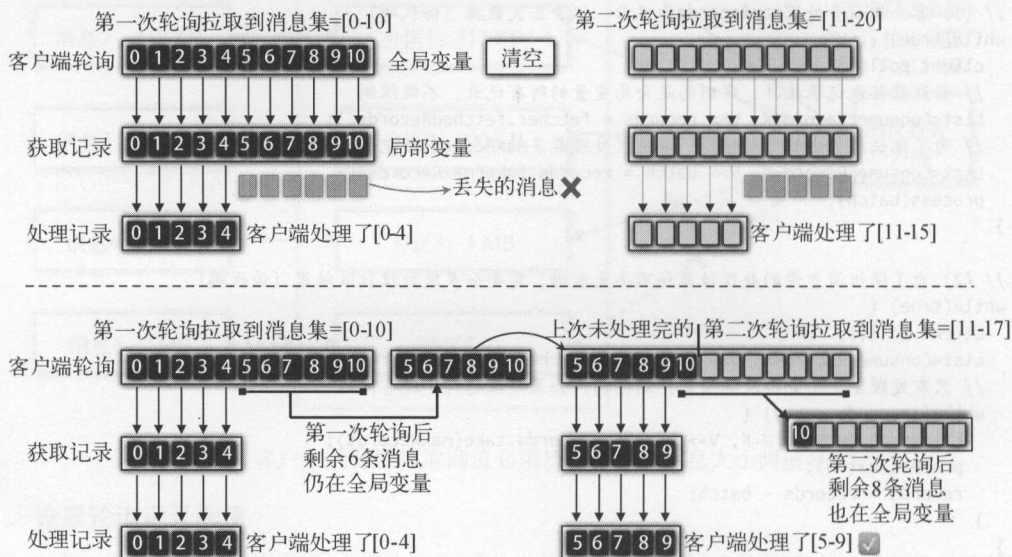 第一次轮询拉取到消息集=[0-10]
第二次轮询拉取到消息集=[11-20]
客户端轮询
0 1 2 3 4 5 6 7 8 9 10
全局变量
清空
获取记录
0 1 2 3 4 5 6 7 8 9 10
局部变量
丢失的消息
处理记录
0 1 2 3 4
客户端处理了[0-4]
客户端处理了[11-15]
第一次轮询拉取到消息集=[0-10]
上次未处理完的
第二次轮询拉取到消息集=[11-17]
客户端轮询
0 1 2 3 4 5 6 7 8 9 10
5 6 7 8 9 10
5 6 7 8 9 10
第一次轮询后
剩余6条消息
仍在全局变量
10
第二次轮询后
剩余8条消息
也在全局变量
获取记录
0 1 2 3 4
5 6 7 8 9
处理记录
0 1 2 3 4
客户端处理了[0-4]
5 6 7 8 9
客户端处理了[5-9]